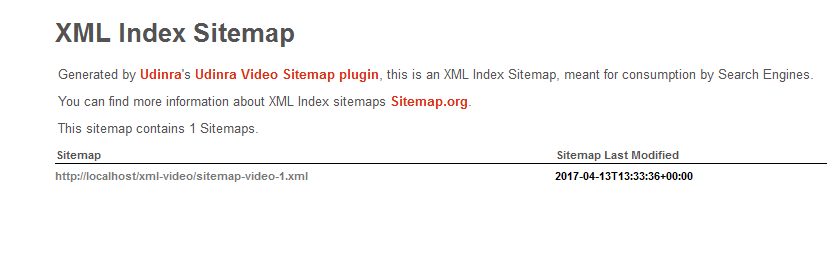 XML Index Sitemap
Generated by Udinra's Udinra Video Sitemap plugin, this is an XML Index Sitemap, meant for consumption by Search Engines.
You can find more information about XML Index sitemaps Sitemap.org.
This sitemap contains 1 Sitemaps.
Sitemap Sitemap Last Modified
http://localhost/xml-video/sitemap-video-1.xml 2017-04-13T13:33:36+00:00